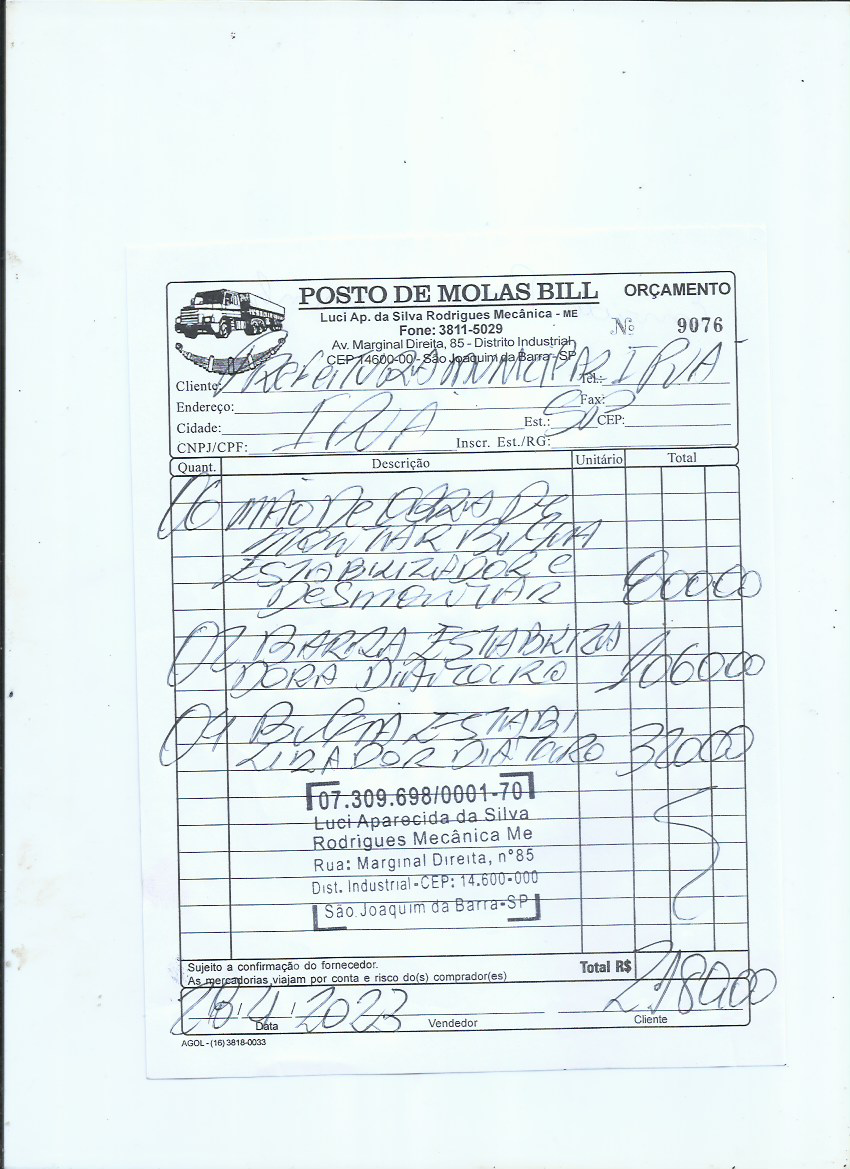 POSTO DE MOLAS BILL
ORÇAMENTO
Luci Ap. da Silva Rodrigues Mecânica - ME
Fone: 3811-5029
Nº 9076
Av. Marginal Direita, 85 - Distrito Industrial
CEP 14600-00 - São Joaquim da Barra - SP
Cliente: PREFEITURA MUNICIPAL IPUA Tel.:
Endereço: Fax:
Cidade: IPUA Est.: SP CEP:
CNPJ/CPF: Inscr. Est./RG:
Quant. Descrição Unitário Total
06 MÃO DE OBRA DE
MONTAR BUCHA
ESTABILIZADOR E
DESMONTAR 80000
02 BARRA ESTABILIZA
DORA DIANTEIRO 106000
04 BUCHA ESTABI
LIZADOR DIANTEIRO 32000
07.309.698/0001-70
Luci Aparecida da Silva
Rodrigues Mecânica Me
Rua: Marginal Direita, n°85
Dist. Industrial-CEP: 14.600-000
São Joaquim da Barra-SP
Sujeito a confirmação do fornecedor.
As mercadorias viajam por conta e risco do(s) comprador(es)
Total R$ 218000
4 2023
Data Vendedor Cliente
AGOL - (16) 3818-0033